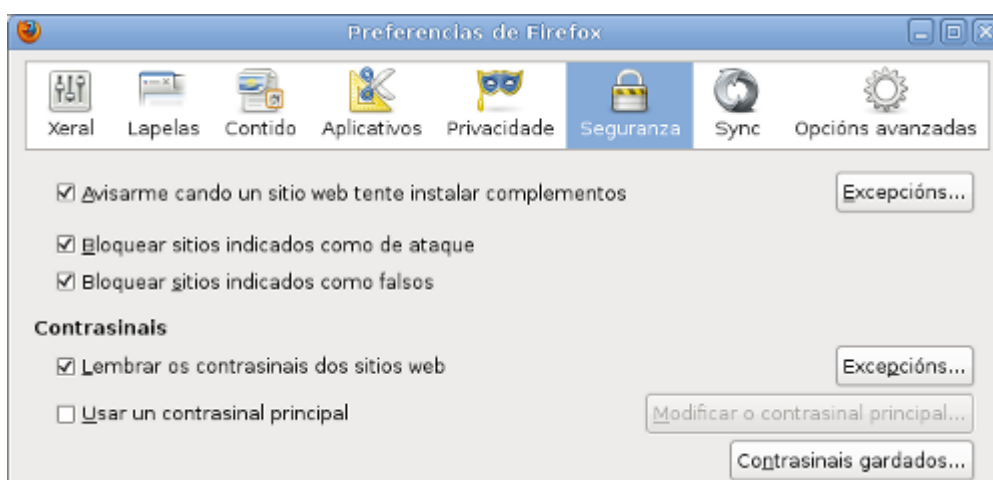 Preferencias de Firefox
Xeral Lapelas Contido Aplicativos Privacidade Seguranza Sync Opcións avanzadas
Avisarme cando un sitio web tente instalar complementos Excepcións...
Bloquear sitios indicados como de ataque
Bloquear sitios indicados como falsos
Contrasinais
Lembrar os contrasinais dos sitios web Excepcións...
Usar un contrasinal principal Modificar o contrasinal principal...
Contrasinais gardados...